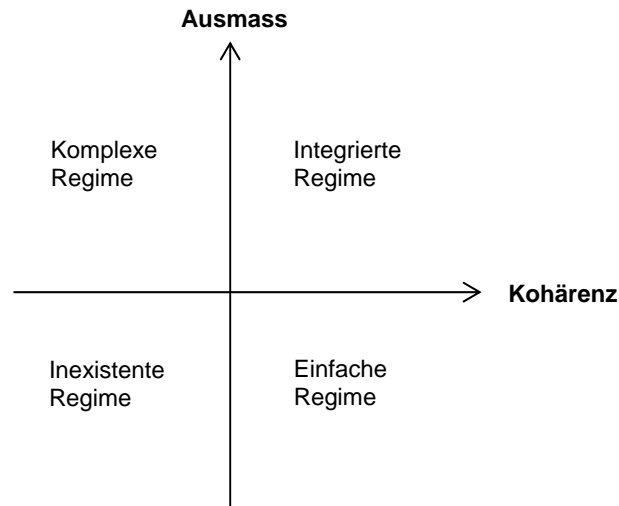 Ausmass
Komplexe
Regime
Integrierte
Regime
Kohärenz
Inexistente
Regime
Einfache
Regime